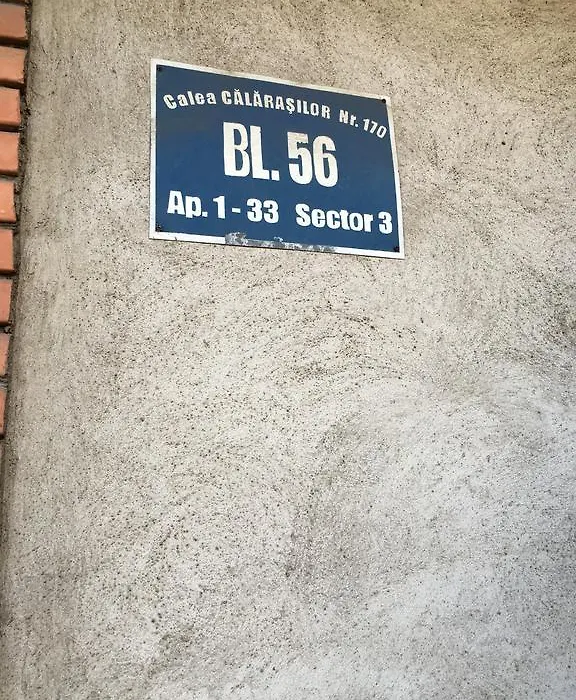 Calea CĂLĂRAŞILOR Nr. 170
BL. 56
Ap. 1 - 33 Sector 3